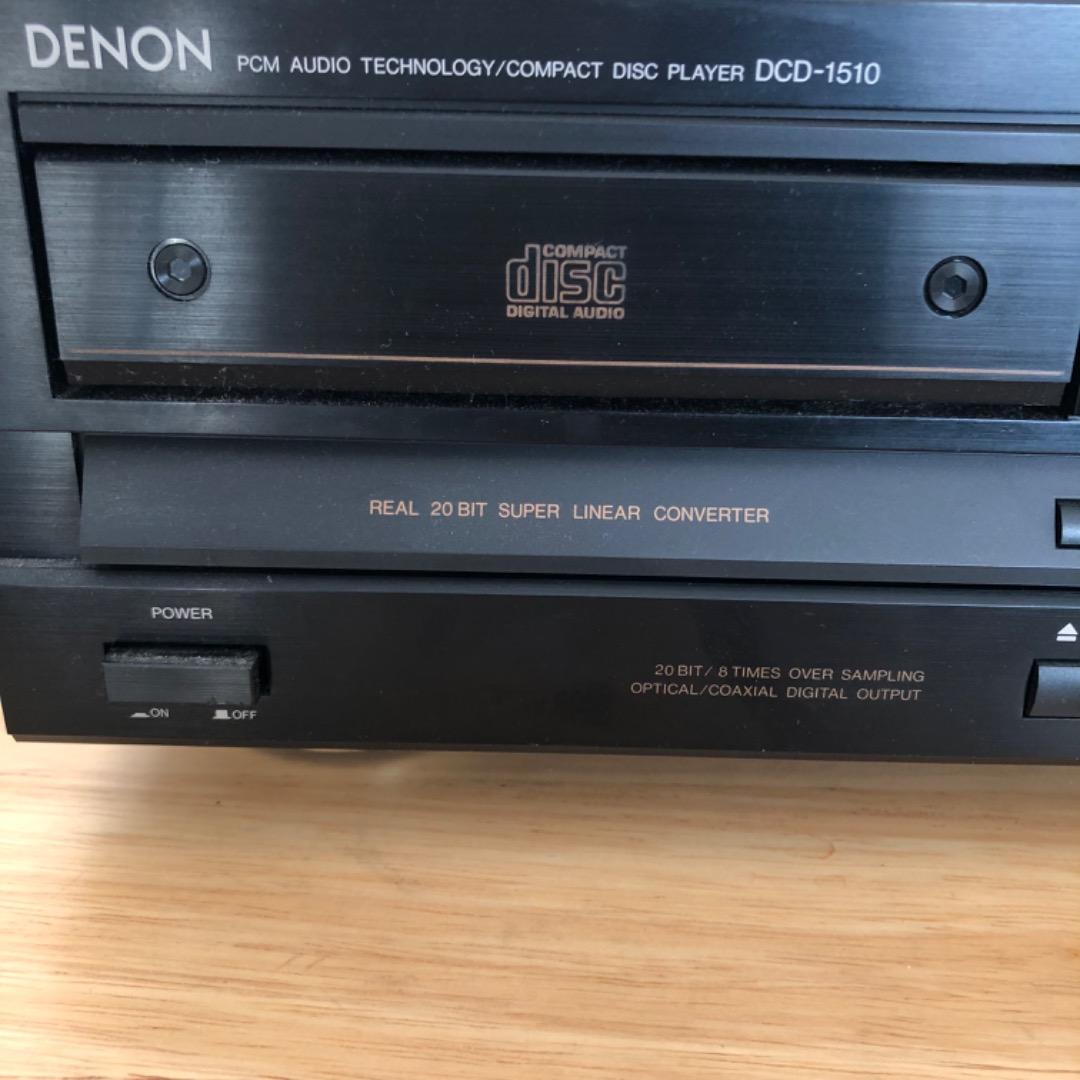 DENON PCM AUDIO TECHNOLOGY/COMPACT DISC PLAYER DCD-1510
COMPACT
disc
DIGITAL AUDIO
REAL 20 BIT SUPER LINEAR CONVERTER
POWER
ON OFF
20 BIT/ 8 TIMES OVER SAMPLING
OPTICAL/COAXIAL DIGITAL OUTPUT